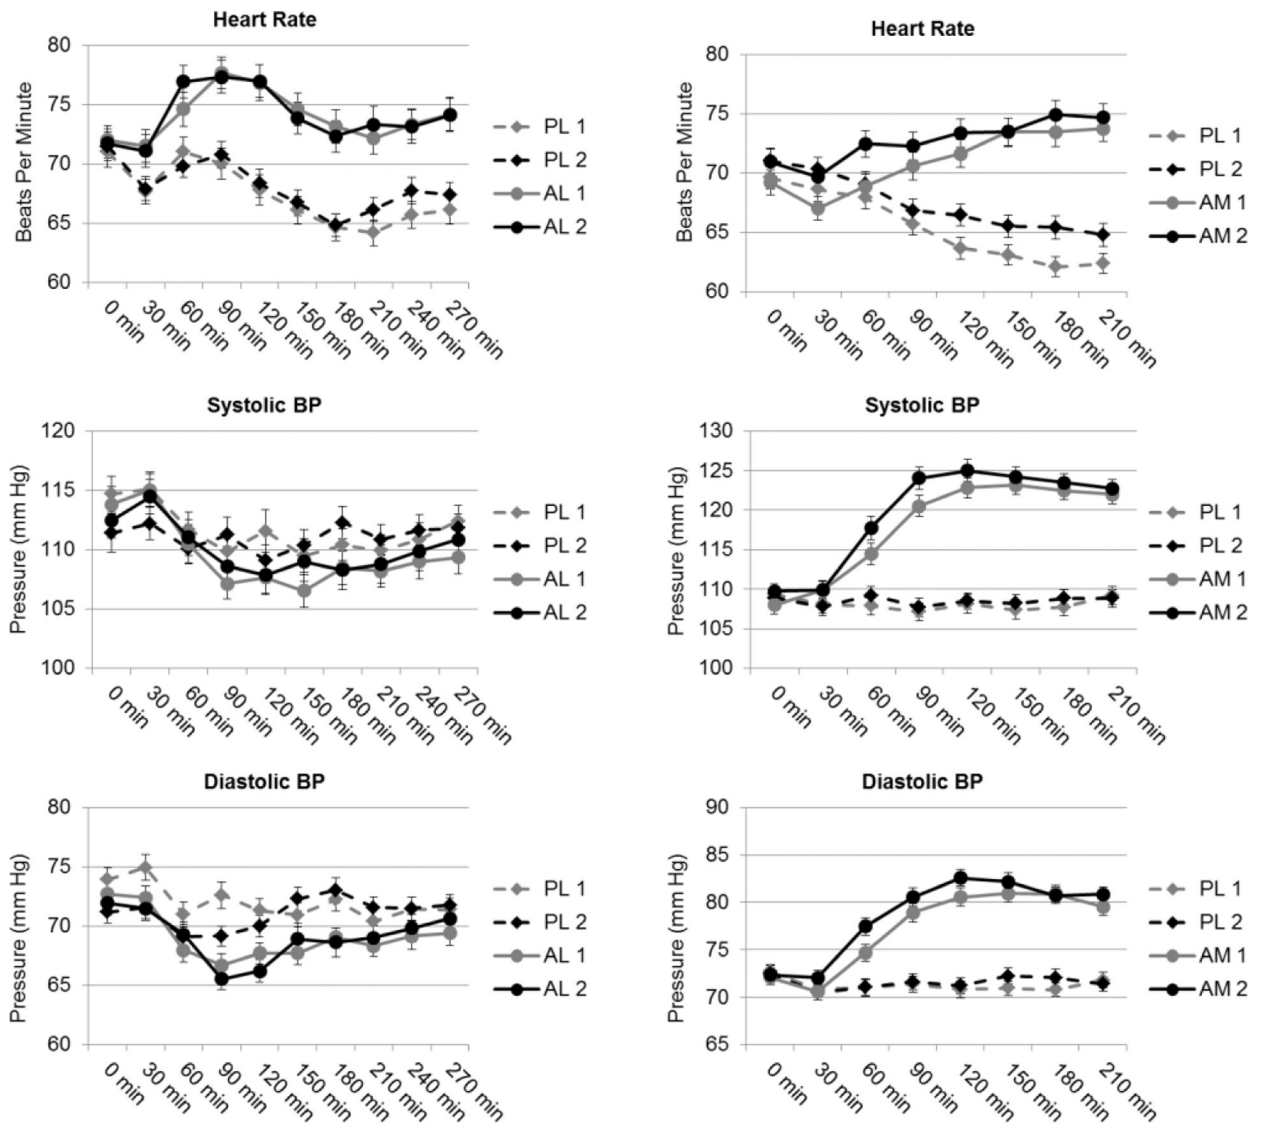 Heart Rate
Beats Per Minute
80
75
70
65
60
0 min
30 min
60 min
90 min
120 min
150 min
180 min
210 min
240 min
270 min
PL 1
PL 2
AL 1
AL 2
Heart Rate
Beats Per Minute
80
75
70
65
60
0 min
30 min
60 min
90 min
120 min
150 min
180 min
210 min
PL 1
PL 2
AM 1
AM 2
Systolic BP
Pressure (mm Hg)
120
115
110
105
100
0 min
30 min
60 min
90 min
120 min
150 min
180 min
210 min
240 min
270 min
PL 1
PL 2
AL 1
AL 2
Systolic BP
Pressure (mm Hg)
130
125
120
115
110
105
100
0 min
30 min
60 min
90 min
120 min
150 min
180 min
210 min
PL 1
PL 2
AM 1
AM 2
Diastolic BP
Pressure (mm Hg)
80
75
70
65
60
0 min
30 min
60 min
90 min
120 min
150 min
180 min
210 min
240 min
270 min
PL 1
PL 2
AL 1
AL 2
Diastolic BP
Pressure (mm Hg)
90
85
80
75
70
65
0 min
30 min
60 min
90 min
120 min
150 min
180 min
210 min
PL 1
PL 2
AM 1
AM 2